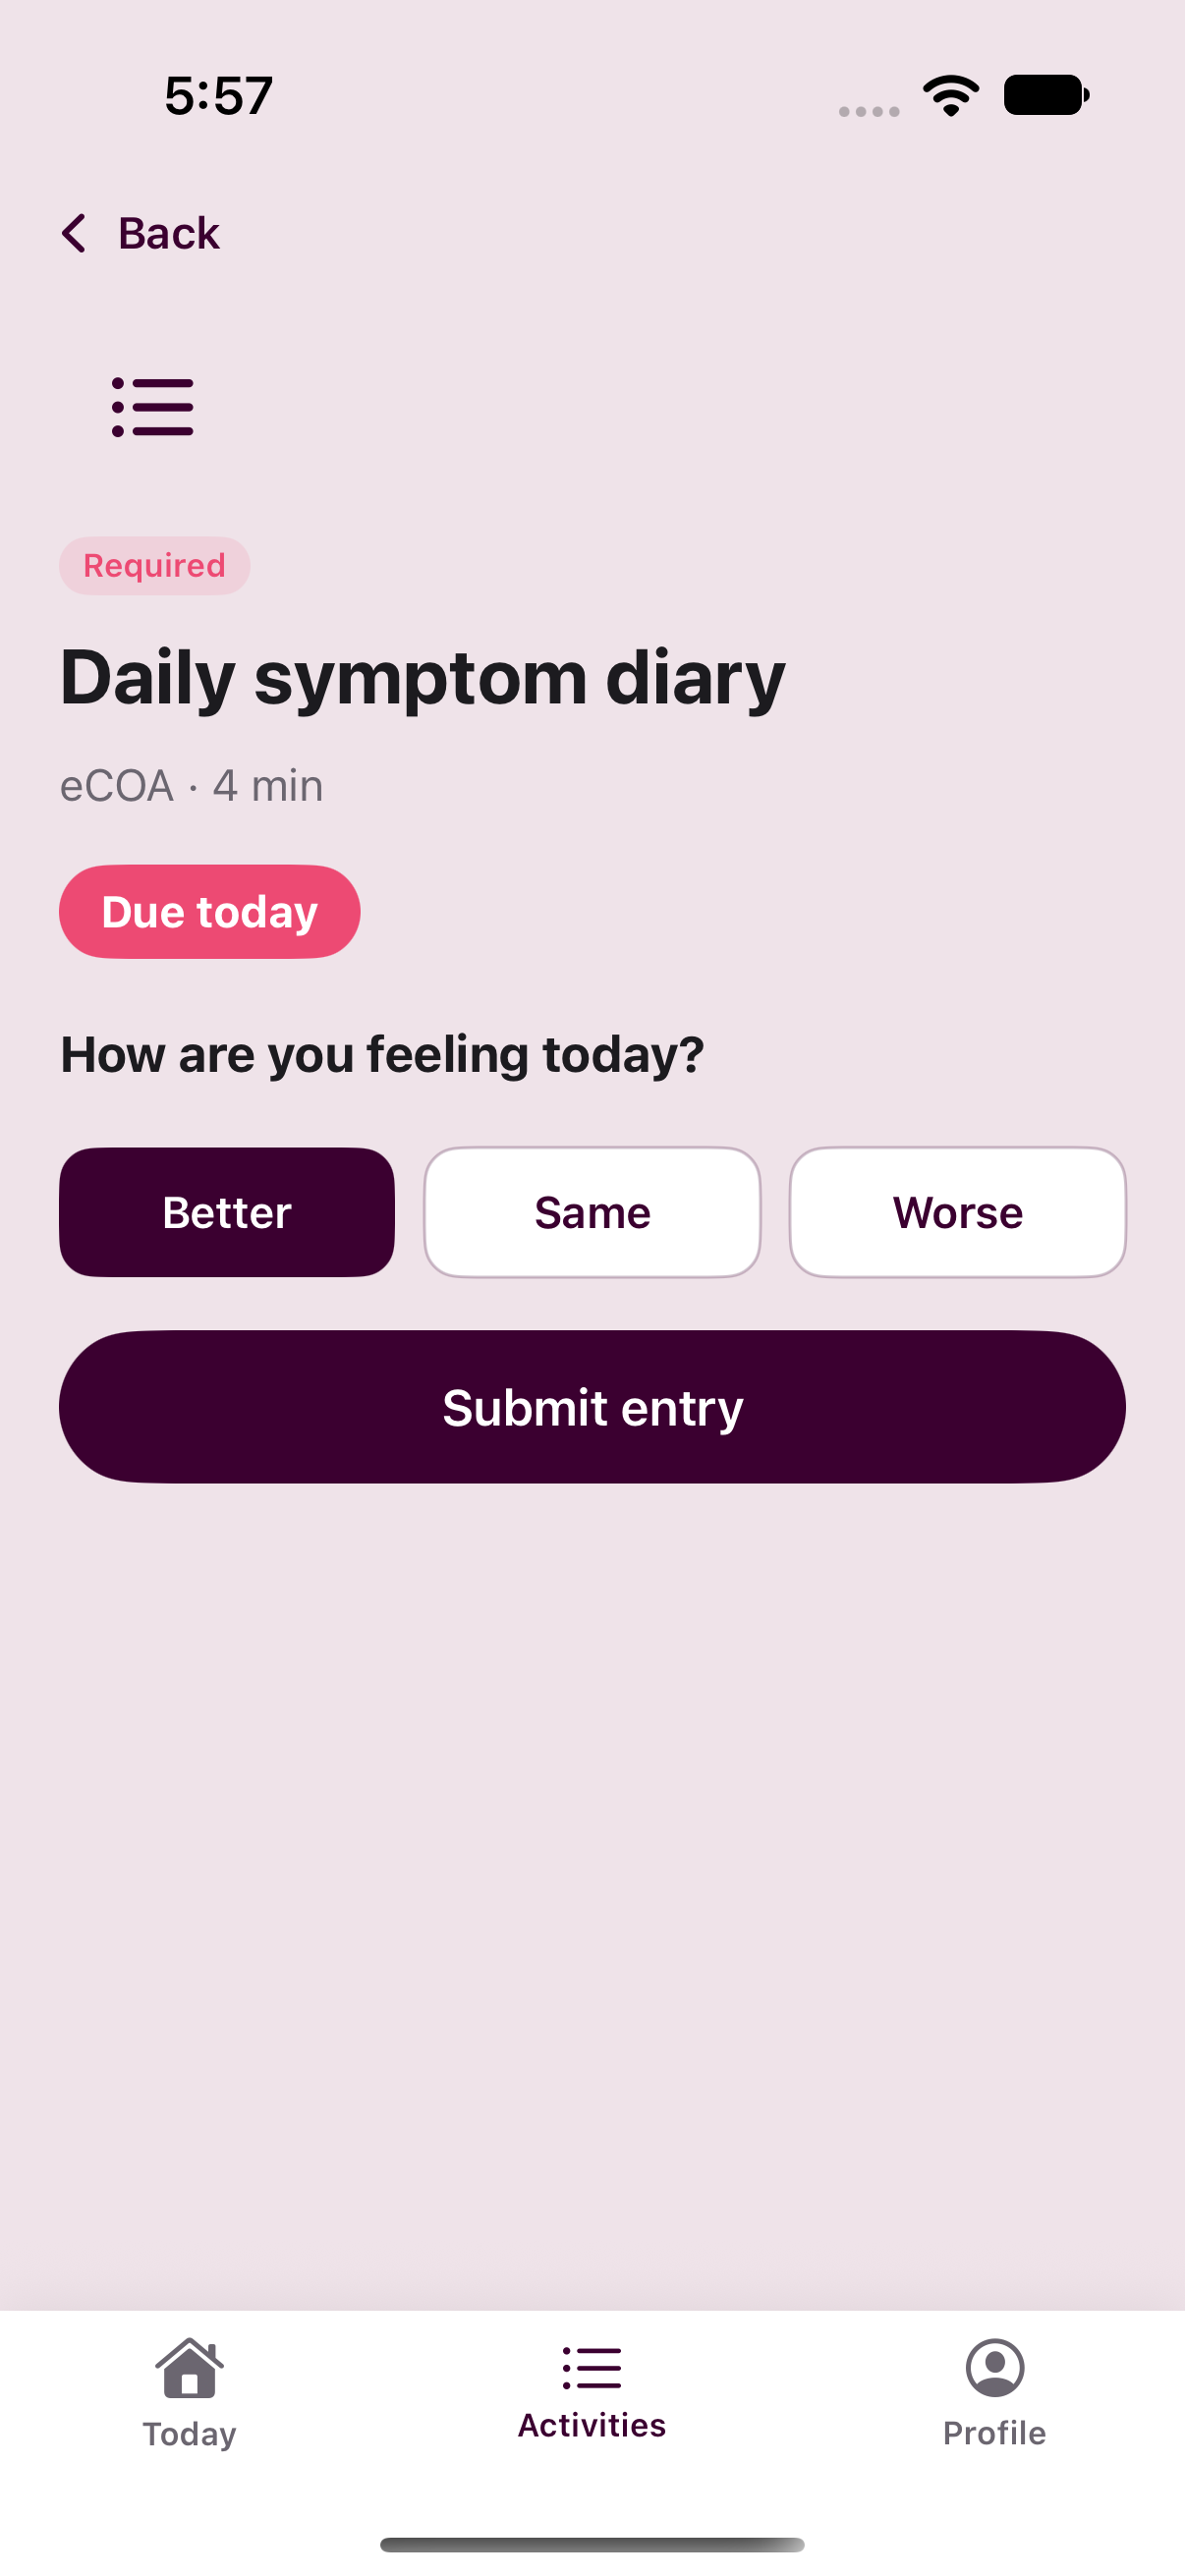 5:57
Back
Required
Daily symptom diary
eCOA · 4 min
Due today
How are you feeling today?
Better Same Worse
Submit entry
Today Activities Profile